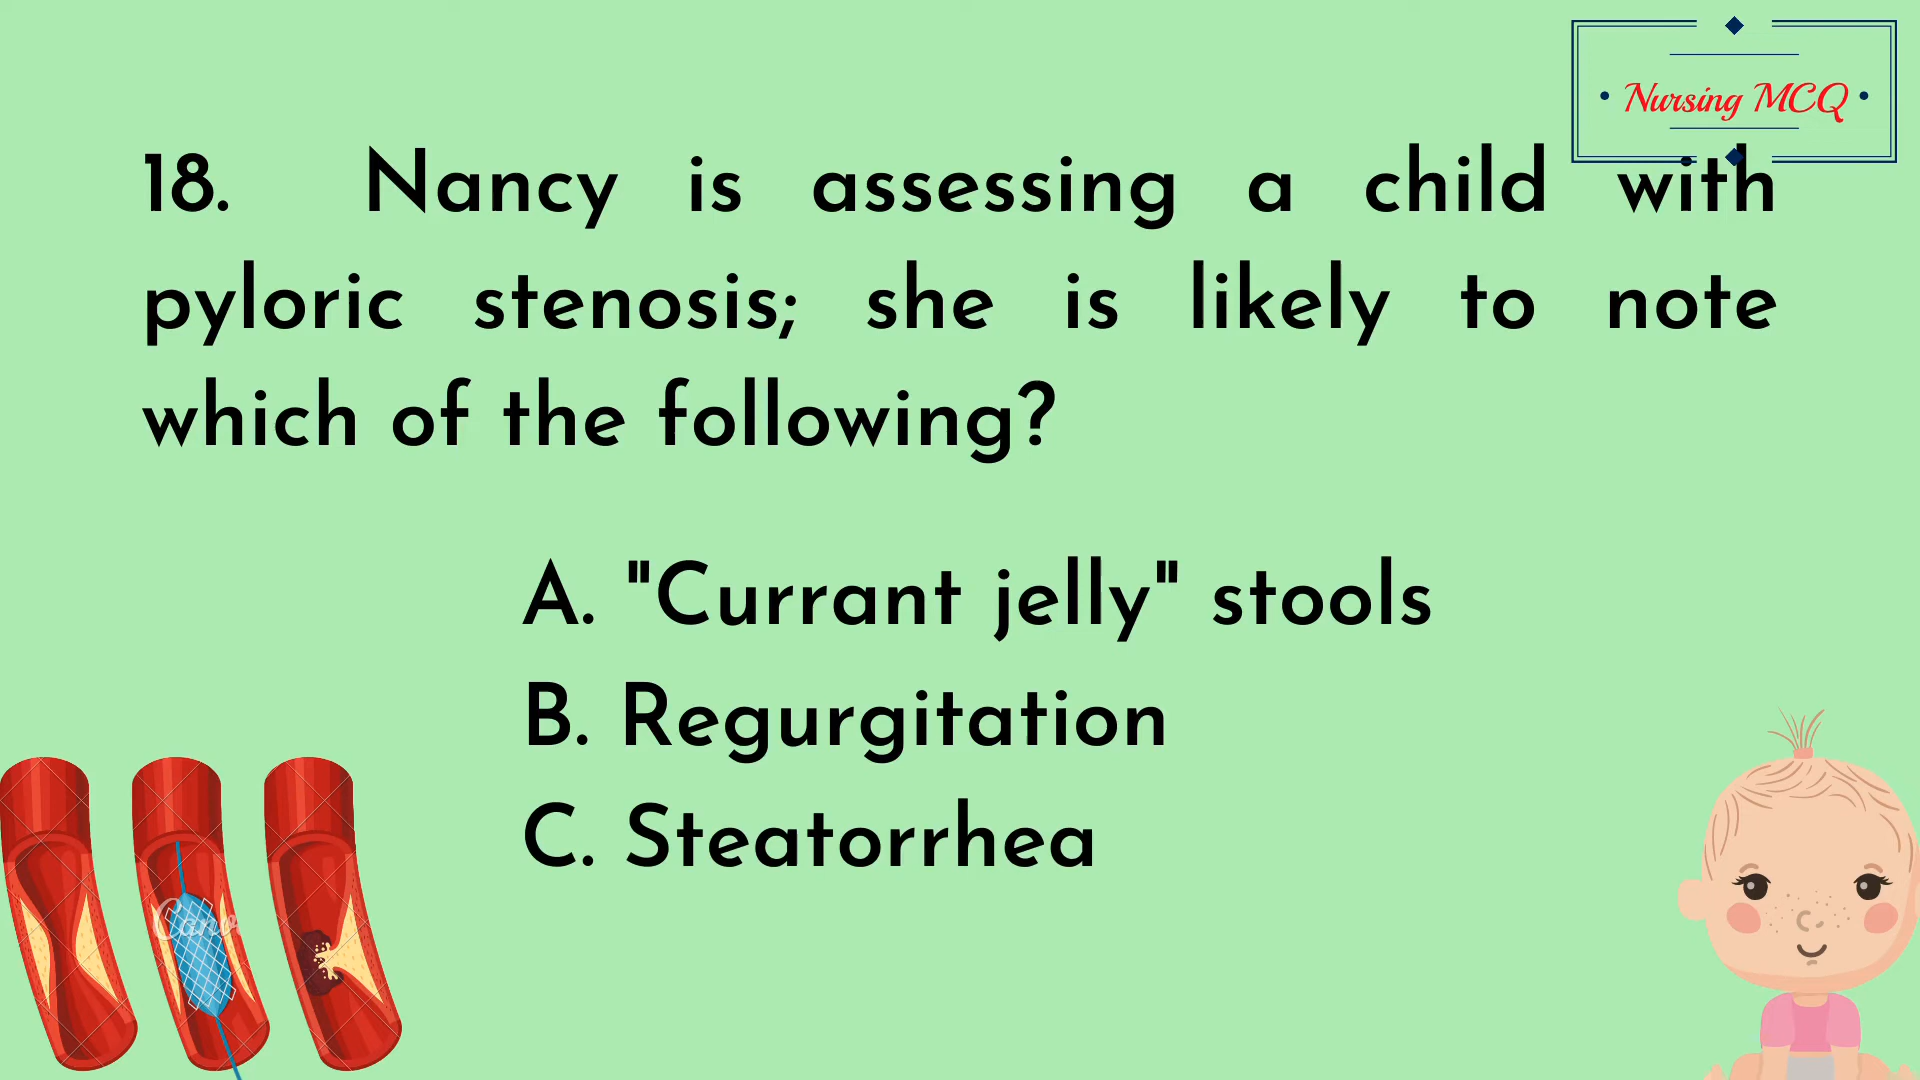 Nursing MCQ
18. Nancy is assessing a child with
pyloric stenosis; she is likely to note
which of the following?
A. "Currant jelly" stools
B. Regurgitation
C. Steatorrhea